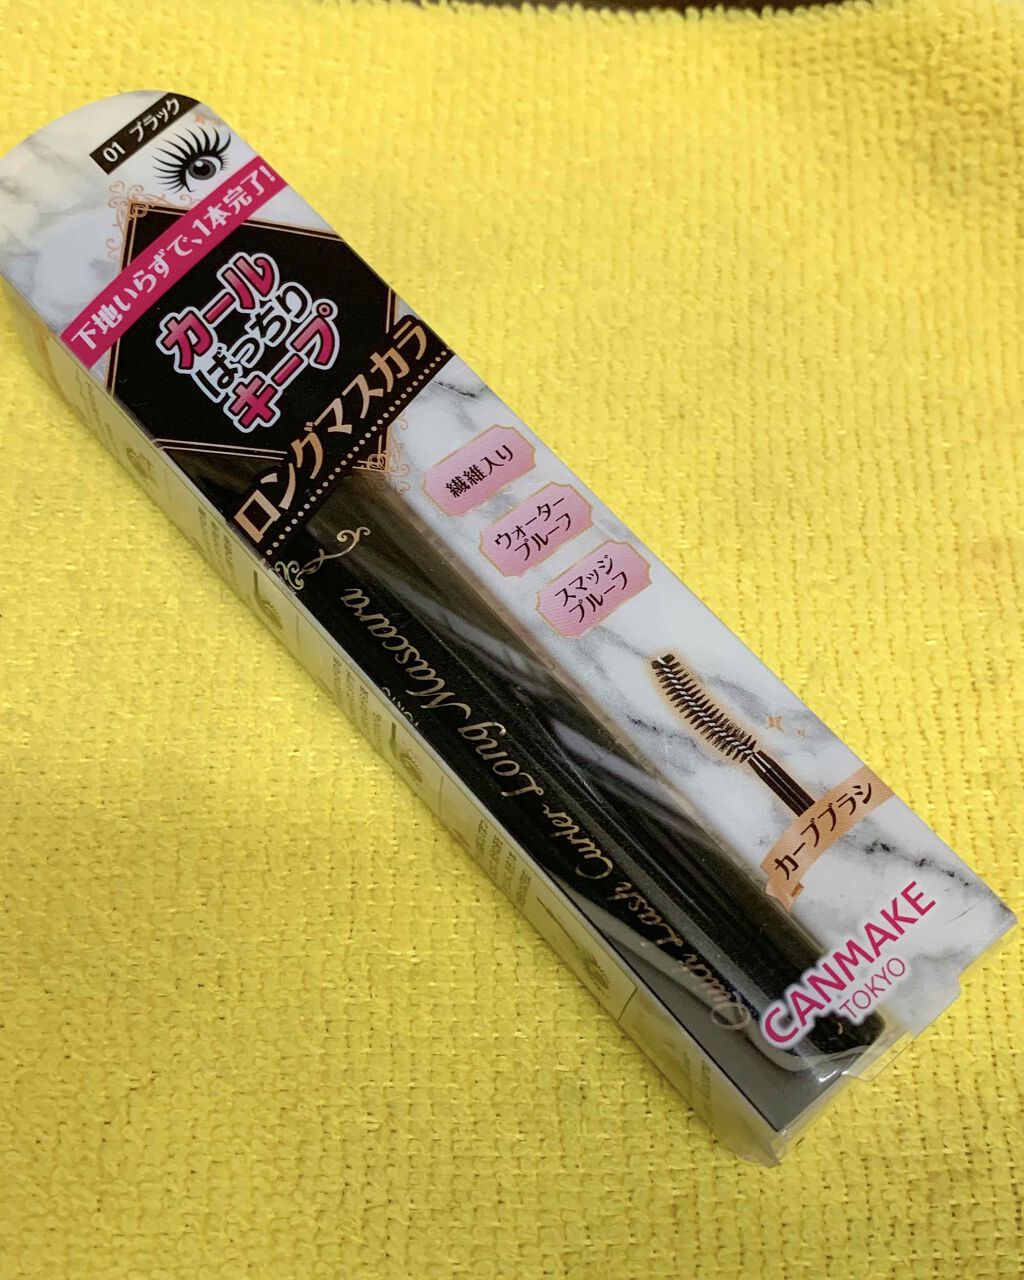 01 ブラック
下地いらずで、1本完了!
カール
ぱっちり
キープ
ロングマスカラ
繊維入り
ウォーター
プルーフ
スマッジ
プルーフ
Quick Lash Curler Long Mascara
カーブブラシ
CANMAKE
TOKYO